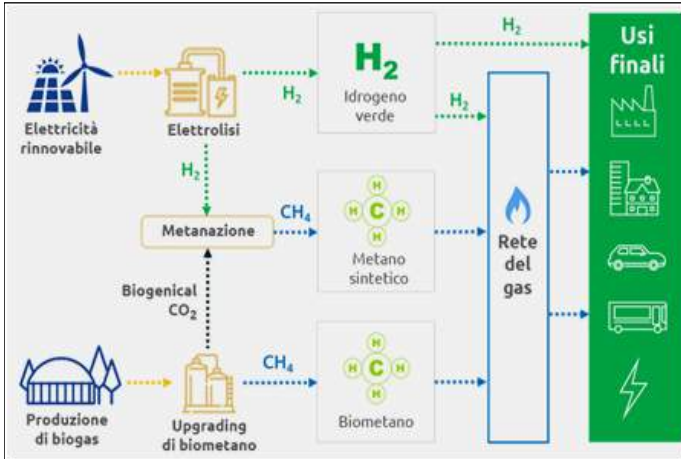 H₂
Usi
finali
H₂
Idrogeno
verde
H₂
H₂
Elettricità
rinnovabile
Elettrolisi
H₂
Metanazione
CH₄
H
H C H
H
Metano
sintetico
Rete
del
gas
Biogenical
CO₂
CH₄
H
H C H
H
Biometano
Produzione
di biogas
Upgrading
di biometano